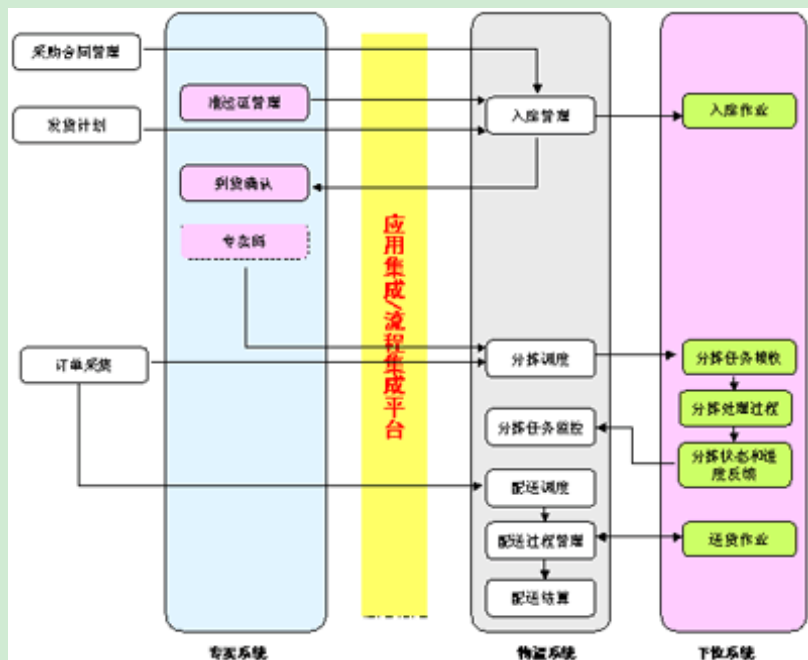 采购合同管理
准运证管理
发货计划
入库管理
入库作业
到货确认
专卖码
应用集成/流程集成平台
订单采集
分拣调度
分拣任务接收
分拣处理过程
分拣任务监控
分拣状态和进
度反馈
配送调度
配送过程管理
送货作业
配送结算
专卖系统
物流系统
下位系统